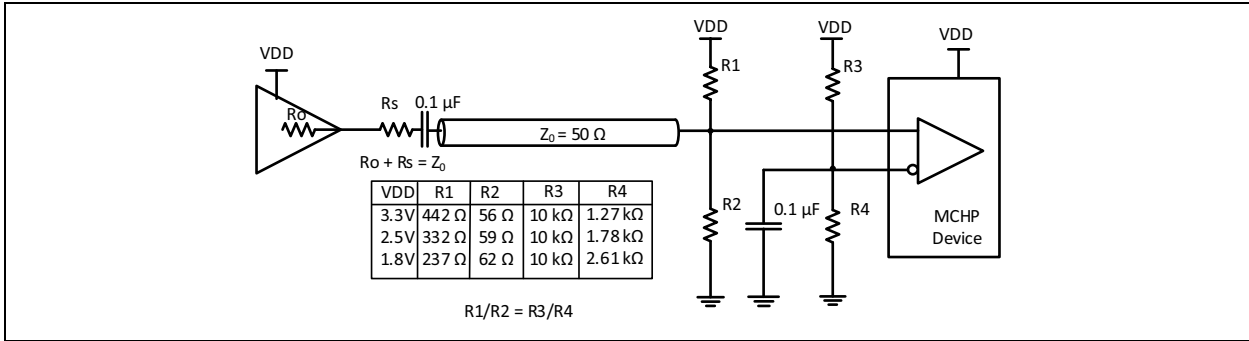 VDD
Ro
Rs
0.1 µF
Ro + Rs = Z0
Z0 = 50 Ω
VDD
R1
R2
VDD
R3
0.1 µF
R4
VDD
MCHP
Device
VDD R1 R2 R3 R4
3.3V 442 Ω 56 Ω 10 kΩ 1.27 kΩ
2.5V 332 Ω 59 Ω 10 kΩ 1.78 kΩ
1.8V 237 Ω 62 Ω 10 kΩ 2.61 kΩ
R1/R2 = R3/R4